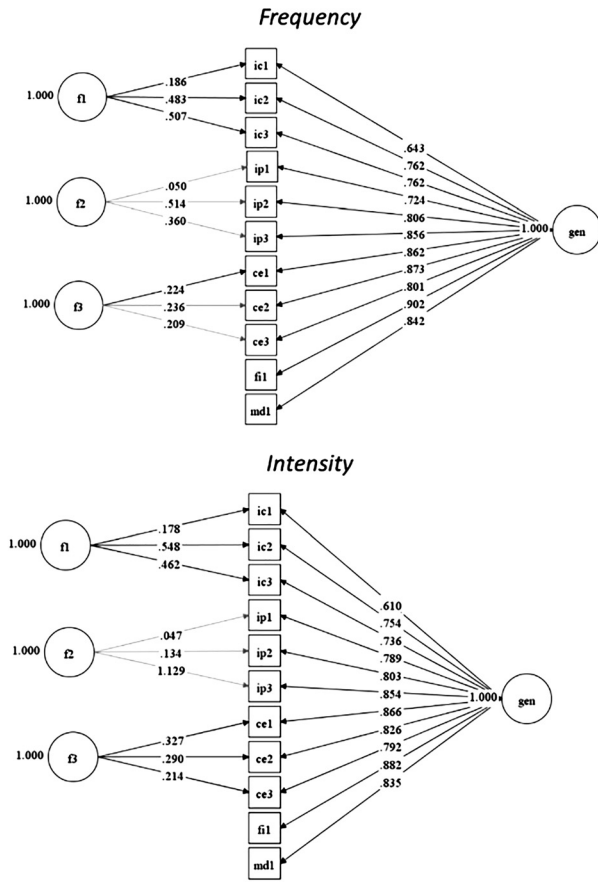 Frequency
ic1
.186
1.000
f1
.483
ic2
.507
ic3
.643
.762
.762
ip1
.050
.724
1.000
f2
.514
ip2
.806
.360
ip3
.856
1.000
gen
.862
ce1
.224
.873
1.000
f3
.236
ce2
.801
.209
.902
ce3
.842
fi1
md1
Intensity
ic1
.178
1.000
f1
.548
ic2
.462
ic3
.610
.754
.736
ip1
.047
.789
1.000
f2
.134
ip2
.803
1.129
ip3
.854
1.000
gen
.866
ce1
.327
.826
1.000
f3
.290
ce2
.792
.214
.882
ce3
.835
fi1
md1